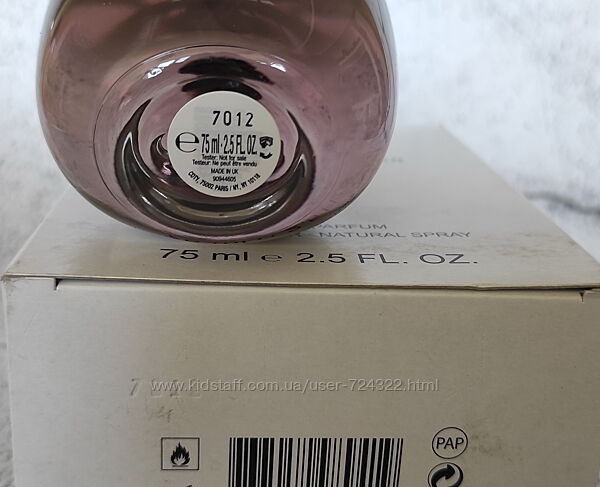 7012
℮ 75 ml - 2.5 FL.OZ.
Tester: Not for sale
Testeur: Ne peut être vendu
MADE IN UK
90944605
COTY, 75002 PARIS / NY, NY 10118
NATURAL SPRAY
75 ml ℮ 2.5 FL. OZ.
www.kidstaff.com.ua/user-724322.html
PAP